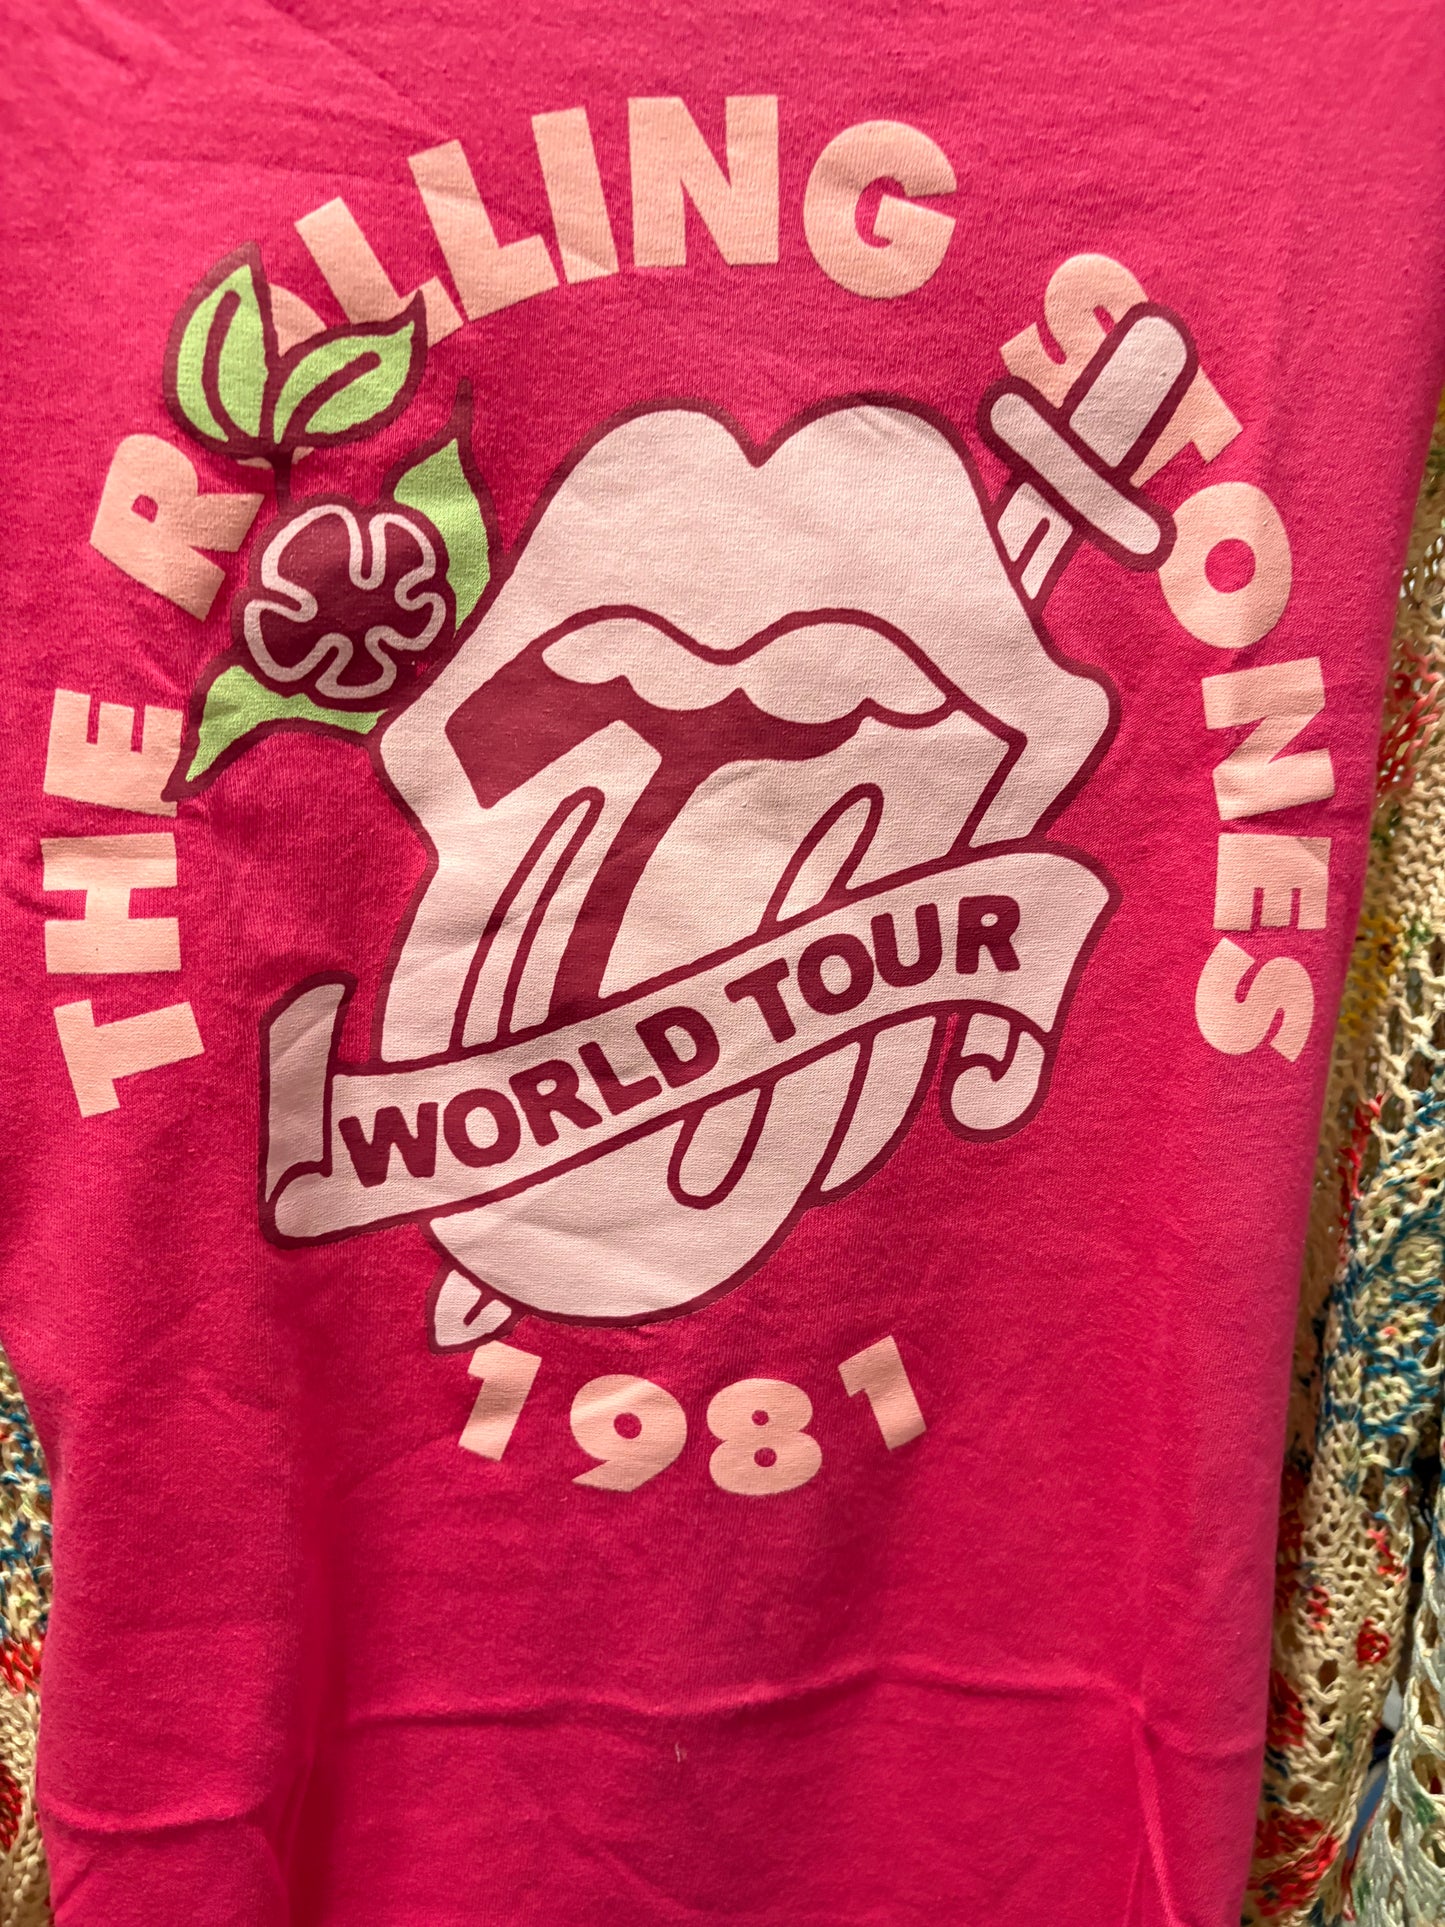 THE ROLLING STONES
WORLD TOUR
1981